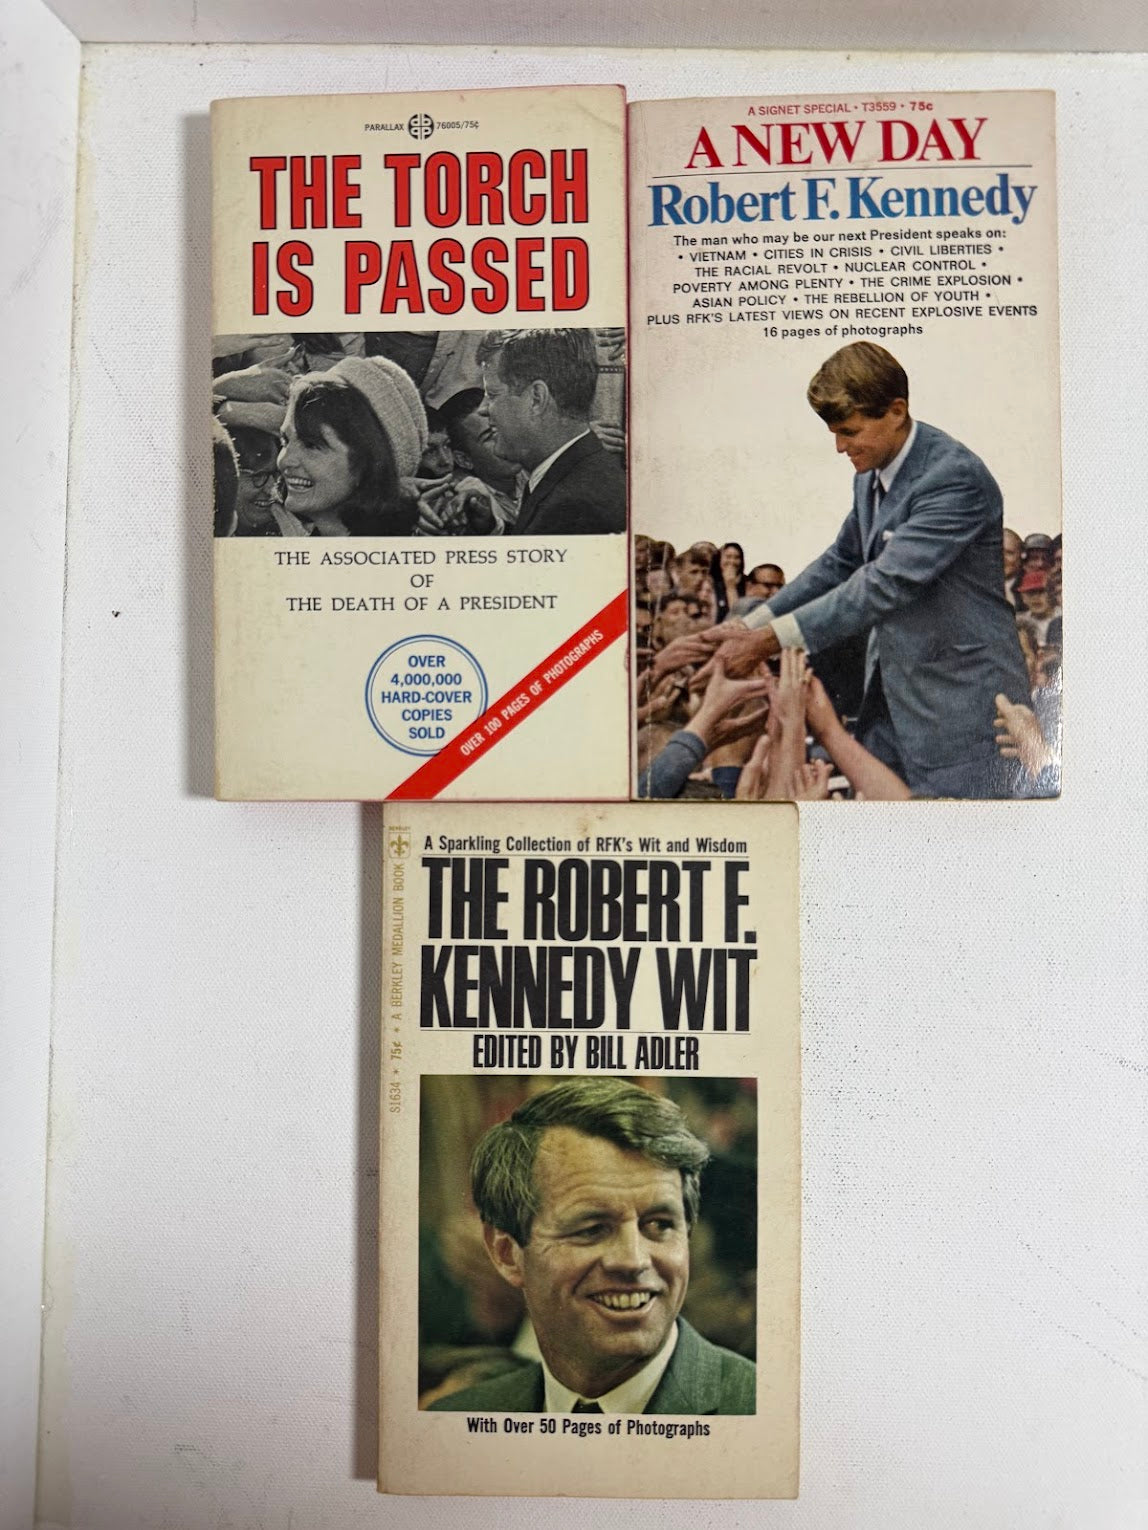 PARALLAX 76005/75¢
THE TORCH
IS PASSED
THE ASSOCIATED PRESS STORY
OF
THE DEATH OF A PRESIDENT
OVER
4,000,000
HARD-COVER
COPIES
SOLD
OVER 100 PAGES OF PHOTOGRAPHS
A SIGNET SPECIAL • T3559 • 75c
A NEW DAY
Robert F. Kennedy
The man who may be our next President speaks on:
• VIETNAM • CITIES IN CRISIS • CIVIL LIBERTIES •
THE RACIAL REVOLT • NUCLEAR CONTROL •
POVERTY AMONG PLENTY • THE CRIME EXPLOSION •
ASIAN POLICY • THE REBELLION OF YOUTH •
PLUS RFK'S LATEST VIEWS ON RECENT EXPLOSIVE EVENTS
16 pages of photographs
BERKLEY
S1634 * 75¢ * A BERKLEY MEDALLION BOOK
A Sparkling Collection of RFK's Wit and Wisdom
THE ROBERT F.
KENNEDY WIT
EDITED BY BILL ADLER
With Over 50 Pages of Photographs